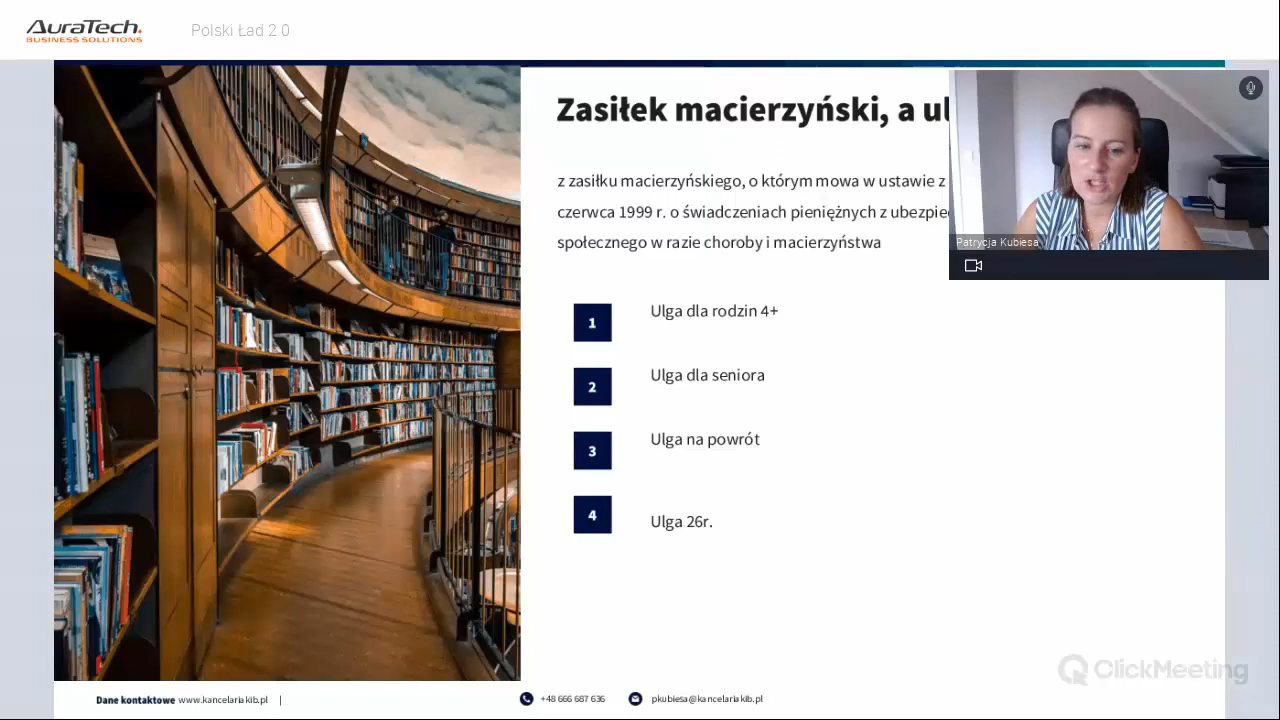 AuraTech.
BUSINESS SOLUTIONS
Polski Ład 2 0
Zasiłek macierzyński, a
z zasiłku macierzyńskiego, o którym mowa w ustawie z
czerwca 1999 r. o świadczeniach pieniężnych z
społecznego w razie choroby i macierzyństwa
Patrycja Kubiesa
1 Ulga dla rodzin 4+
2 Ulga dla seniora
3 Ulga na powrót
4 Ulga 26r.
ClickMeeting
Dane kontaktowe www.kancelariakib.pl | +48 666 687 636 pkubiesa@kancelariakib.pl